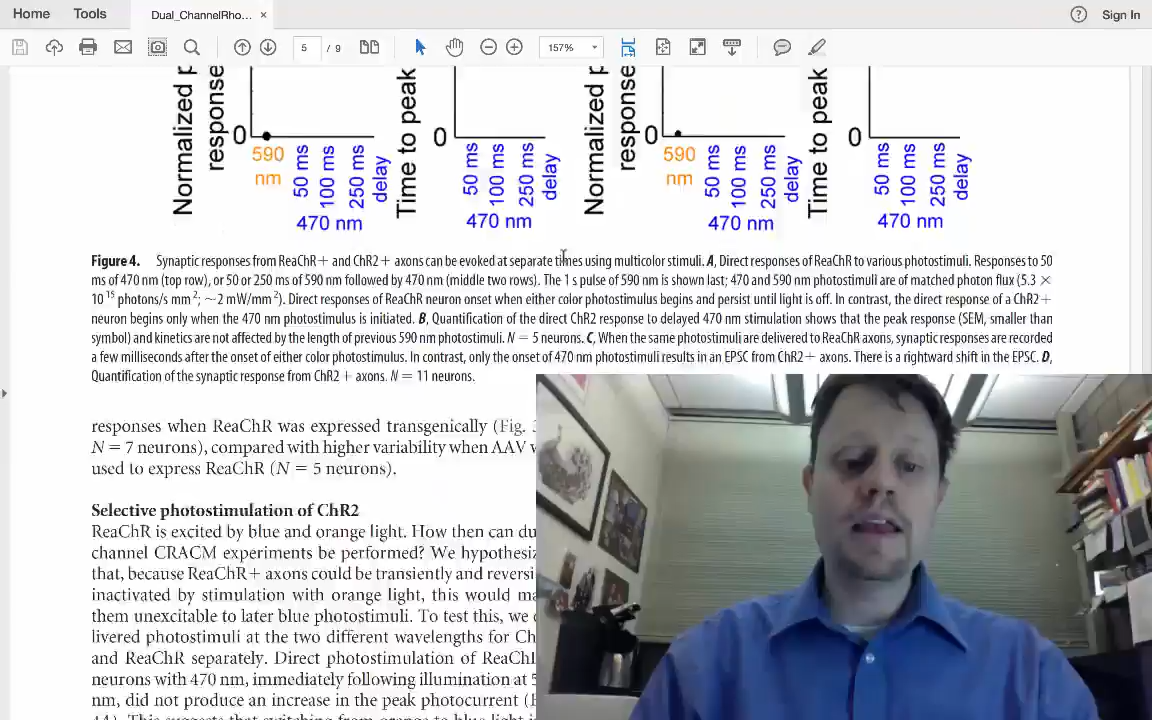 Home Tools Dual_ChannelRho... × Sign In
5 / 9 157%
Normalized p
response
0
590 nm
50 ms
100 ms
250 ms
delay
470 nm
Time to peak
0
50 ms
100 ms
250 ms
delay
470 nm
Normalized p
response
0
590 nm
50 ms
100 ms
250 ms
delay
470 nm
Time to peak
0
50 ms
100 ms
250 ms
delay
470 nm
Figure 4. Synaptic responses from ReaChR+ and ChR2+ axons can be evoked at separate times using multicolor stimuli. A, Direct responses of ReaChR to various photostimuli. Responses to 50
ms of 470 nm (top row), or 50 or 250 ms of 590 nm followed by 470 nm (middle two rows). The 1 s pulse of 590 nm is shown last; 470 and 590 nm photostimuli are of matched photon flux (5.3 ×
10 15 photons/s mm 2; ~2 mW/mm 2). Direct responses of ReaChR neuron onset when either color photostimulus begins and persist until light is off. In contrast, the direct response of a ChR2+
neuron begins only when the 470 nm photostimulus is initiated. B, Quantification of the direct ChR2 response to delayed 470 nm stimulation shows that the peak response (SEM, smaller than
symbol) and kinetics are not affected by the length of previous 590 nm photostimuli. N = 5 neurons. C, When the same photostimuli are delivered to ReaChR axons, synaptic responses are recorded
a few milliseconds after the onset of either color photostimulus. In contrast, only the onset of 470 nm photostimuli results in an EPSC from ChR2+ axons. There is a rightward shift in the EPSC. D,
Quantification of the synaptic response from ChR2 + axons. N = 11 neurons.
responses when ReaChR was expressed transgenically (Fig.
N = 7 neurons), compared with higher variability when AAV
used to express ReaChR (N = 5 neurons).
Selective photostimulation of ChR2
ReaChR is excited by blue and orange light. How then can du
channel CRACM experiments be performed? We hypothesiz
that, because ReaChR+ axons could be transiently and reversi
inactivated by stimulation with orange light, this would ma
them unexcitable to later blue photostimuli. To test this, we
livered photostimuli at the two different wavelengths for Ch
and ReaChR separately. Direct photostimulation of ReaChR
neurons with 470 nm, immediately following illumination at 5
nm, did not produce an increase in the peak photocurrent (
4A). This suggests that switching from orange to blue light i